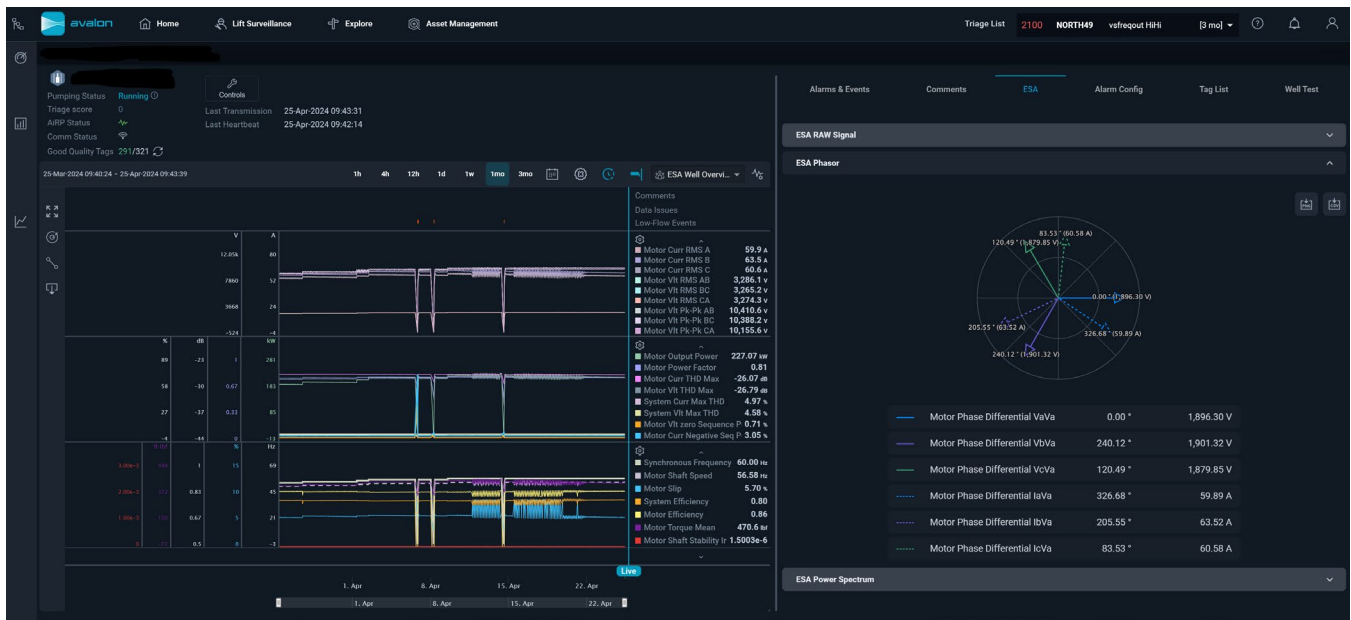 avalon Home Lift Surveillance Explore Asset Management Triage List 2100 NORTH49 vsfreqout HiHi [3 mo]
Controls
Pumping Status Running
Triage score 0
AiRP Status
Comm Status
Good Quality Tags 291/321
Last Transmission 25-Apr-2024 09:43:31
Last Heartbeat 25-Apr-2024 09:42:14
25-Mar-2024 09:40:24 - 25-Apr-2024 09:43:39 1h 4h 12h 1d 1w 1mo 3mo ESA Well Overvi...
Comments
Data Issues
Low-Flow Events
V A
12.05k 80
7860 52
3668 24
-524 -4
Motor Curr RMS A 59.9 A
Motor Curr RMS B 63.5 A
Motor Curr RMS C 60.6 A
Motor Vlt RMS AB 3,286.1 V
Motor Vlt RMS BC 3,265.2 V
Motor Vlt RMS CA 3,274.3 V
Motor Vlt Pk-Pk AB 10,410.6 V
Motor Vlt Pk-Pk BC 10,388.2 V
Motor Vlt Pk-Pk CA 10,155.6 V
% dB kW
89 -23 1 281
58 -30 0.67 183
27 -37 0.33 85
-4 -44 0 -13
Motor Output Power 227.07 kW
Motor Power Factor 0.81
Motor Curr THD Max -26.07 dB
Motor Vlt THD Max -26.79 dB
System Curr Max THD 4.97 %
System Vlt Max THD 4.58 %
Motor Vlt zero Sequence P 0.71 %
Motor Curr Negative Seq P 3.05 %
% Hz
3.00e-3 1 15 69
2.00e-3 0.83 10 45
1.00e-3 0.67 5 21
0 0.5 0 -3
Synchronous Frequency 60.00 Hz
Motor Shaft Speed 56.58 Hz
Motor Slip 5.70 %
System Efficiency 0.80
Motor Efficiency 0.86
Motor Torque Mean 470.6 lbf
Motor Shaft Stability Ir 1.5003e-6
Live
1. Apr 8. Apr 15. Apr 22. Apr
1. Apr 8. Apr 15. Apr 22. Apr
Alarms & Events Comments ESA Alarm Config Tag List Well Test
ESA RAW Signal
ESA Phasor
PNG CSV
83.53 ° (60.58 A)
120.49 ° (1,879.85 V)
0.00 ° (1,896.30 V)
205.55 ° (63.52 A)
326.68 ° (59.89 A)
240.12 ° (1,901.32 V)
Motor Phase Differential VaVa 0.00 ° 1,896.30 V
Motor Phase Differential VbVa 240.12 ° 1,901.32 V
Motor Phase Differential VcVa 120.49 ° 1,879.85 V
Motor Phase Differential IaVa 326.68 ° 59.89 A
Motor Phase Differential IbVa 205.55 ° 63.52 A
Motor Phase Differential IcVa 83.53 ° 60.58 A
ESA Power Spectrum